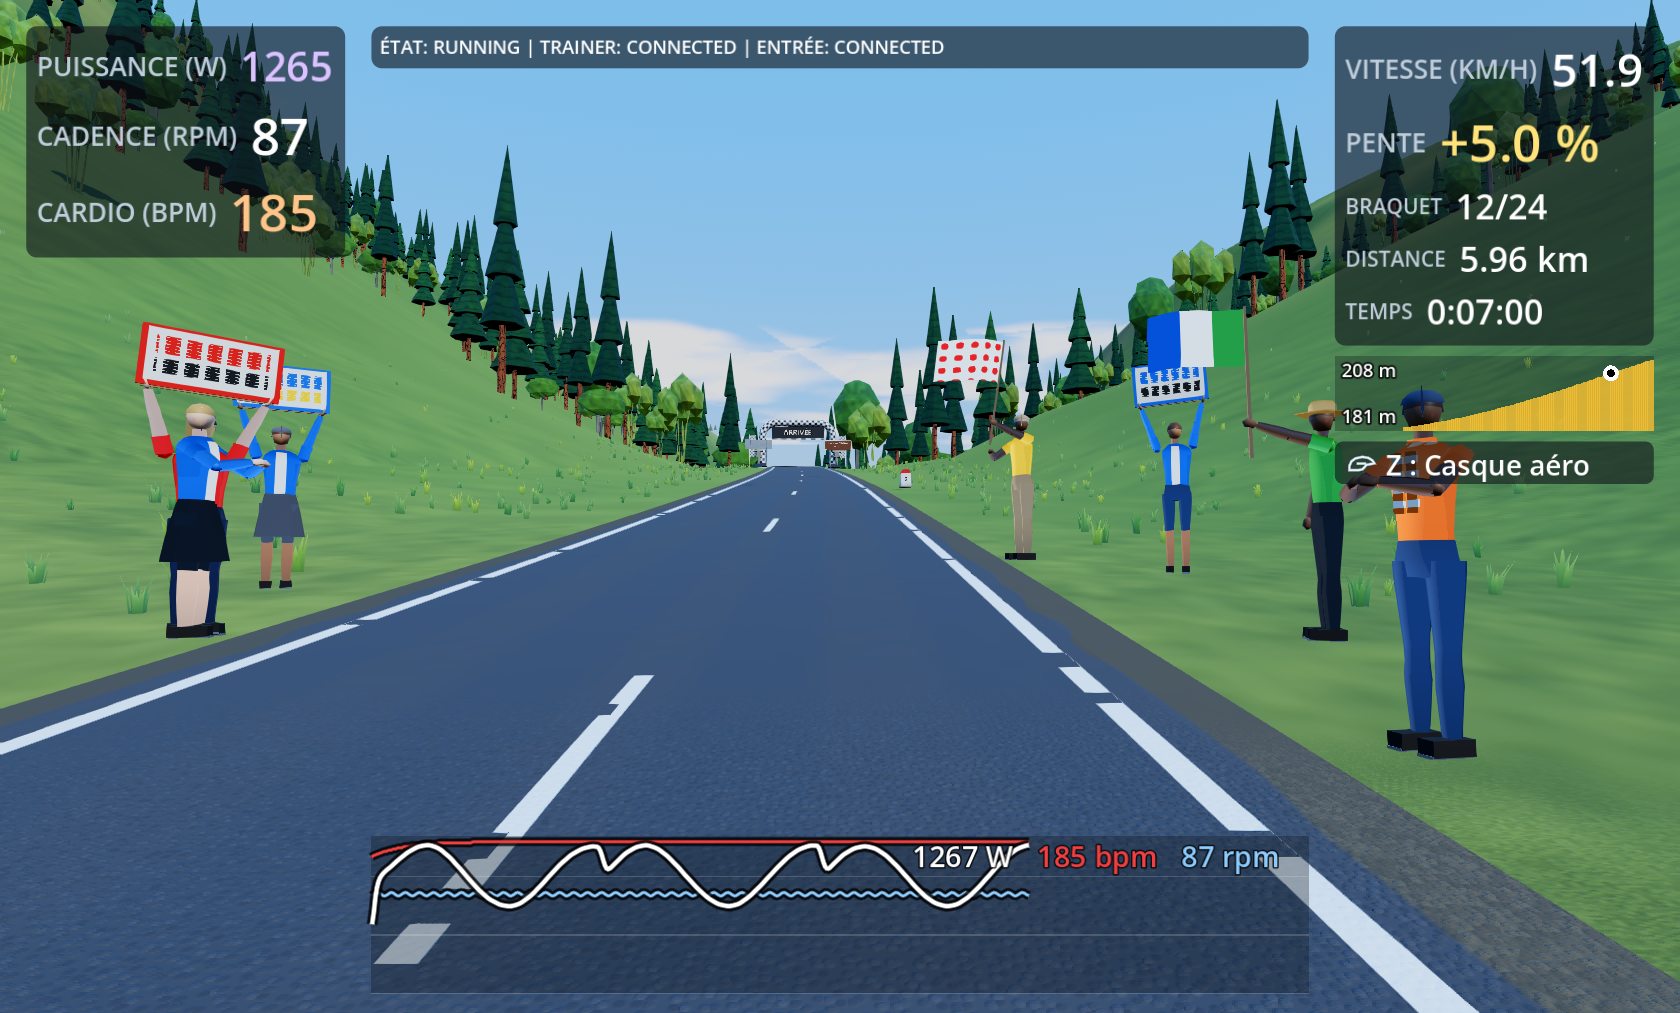 PUISSANCE (W) 1265
CADENCE (RPM) 87
CARDIO (BPM) 185
ÉTAT: RUNNING | TRAINER: CONNECTED | ENTRÉE: CONNECTED
VITESSE (KM/H) 51.9
PENTE +5.0 %
BRAQUET 12/24
DISTANCE 5.96 km
TEMPS 0:07:00
208 m
181 m
Z : Casque aéro
ARRIVÉE
1267 W 185 bpm 87 rpm